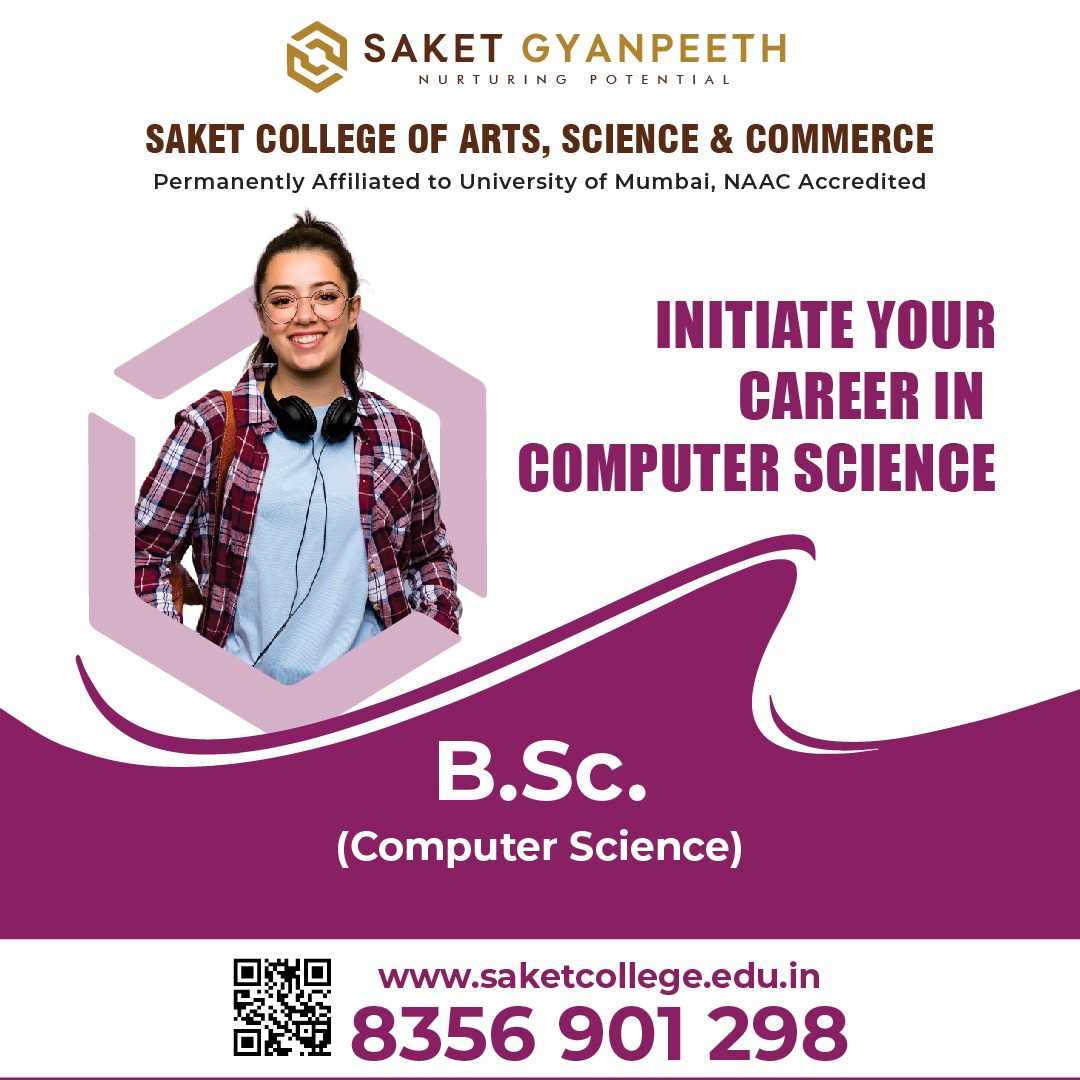 SAKET GYANPEETH
NURTURING POTENTIAL
SAKET COLLEGE OF ARTS, SCIENCE & COMMERCE
Permanently Affiliated to University of Mumbai, NAAC Accredited
INITIATE YOUR
CAREER IN
COMPUTER SCIENCE
B.Sc.
(Computer Science)
www.saketcollege.edu.in
8356 901 298